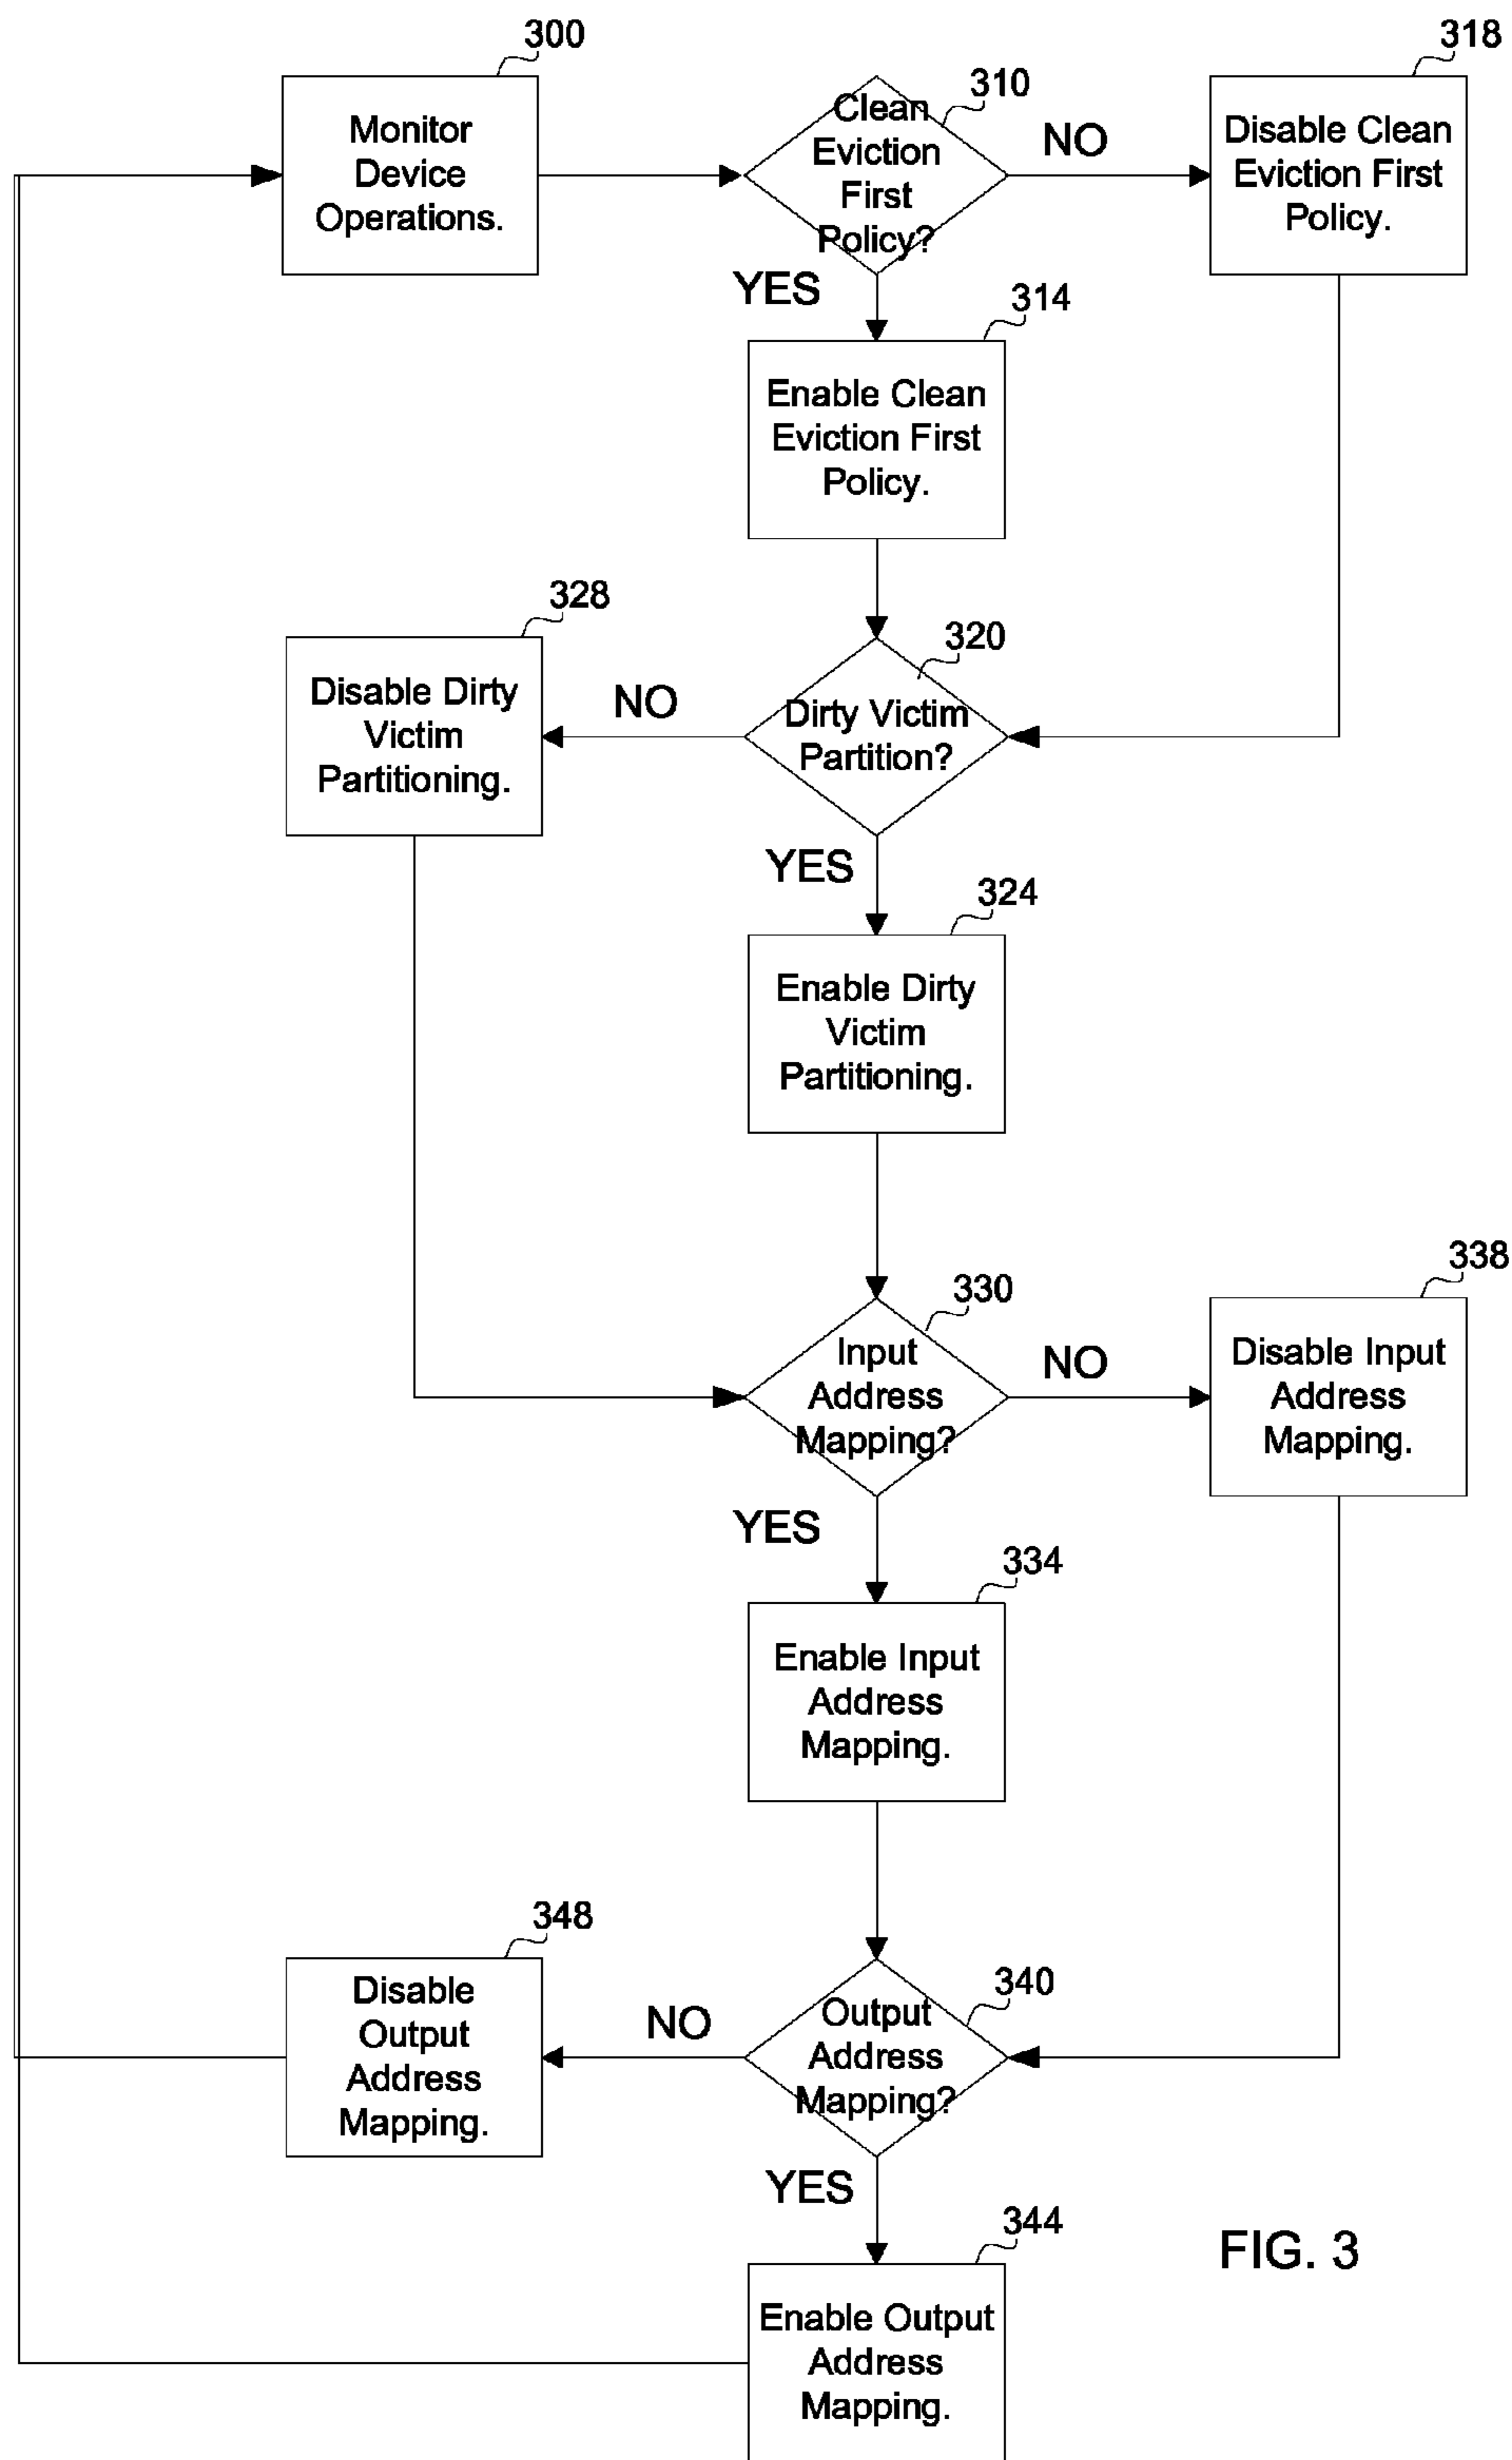 300
Monitor
Device
Operations.
310
Clean
Eviction
First
Policy?
NO
318
Disable Clean
Eviction First
Policy.
YES
314
Enable Clean
Eviction First
Policy.
320
Dirty Victim
Partition?
NO
328
Disable Dirty
Victim
Partitioning.
YES
324
Enable Dirty
Victim
Partitioning.
330
Input
Address
Mapping?
NO
338
Disable Input
Address
Mapping.
YES
334
Enable Input
Address
Mapping.
340
Output
Address
Mapping?
NO
348
Disable
Output
Address
Mapping.
YES
344
Enable Output
Address
Mapping.
FIG. 3